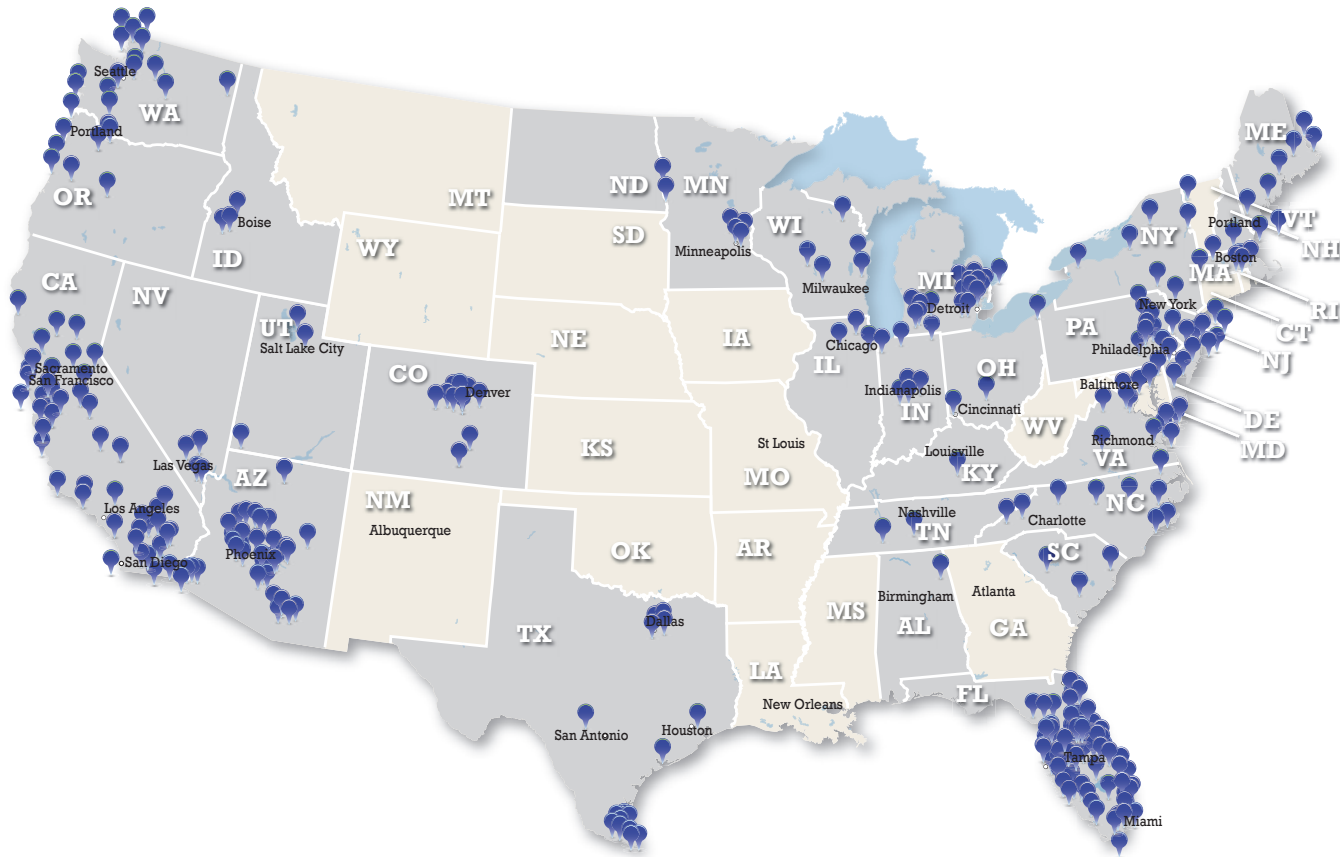 Seattle
WA
ME
Portland
MT
ND
MN
OR
Boise
SD
WI
Minneapolis
VT
Portland
NY
NH
ID
WY
MA
Boston
CA
NV
MI
Milwaukee
RI
Detroit
New York
UT
CT
Salt Lake City
NE
IA
PA
NJ
Chicago
Philadelphia
Sacramento
San Francisco
CO
IL
OH
Denver
Indianapolis
Baltimore
IN
Cincinnati
DE
WV
MD
KS
St Louis
Richmond
Louisville
VA
Las Vegas
AZ
MO
KY
NM
NC
Los Angeles
Albuquerque
Nashville
Charlotte
TN
OK
AR
SC
Phoenix
San Diego
Birmingham
Atlanta
MS
AL
GA
Dallas
TX
LA
FL
New Orleans
San Antonio
Houston
Tampa
Miami